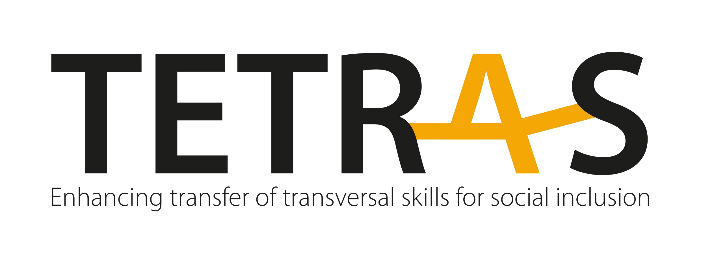 TETRAS
Enhancing transfer of transversal skills for social inclusion